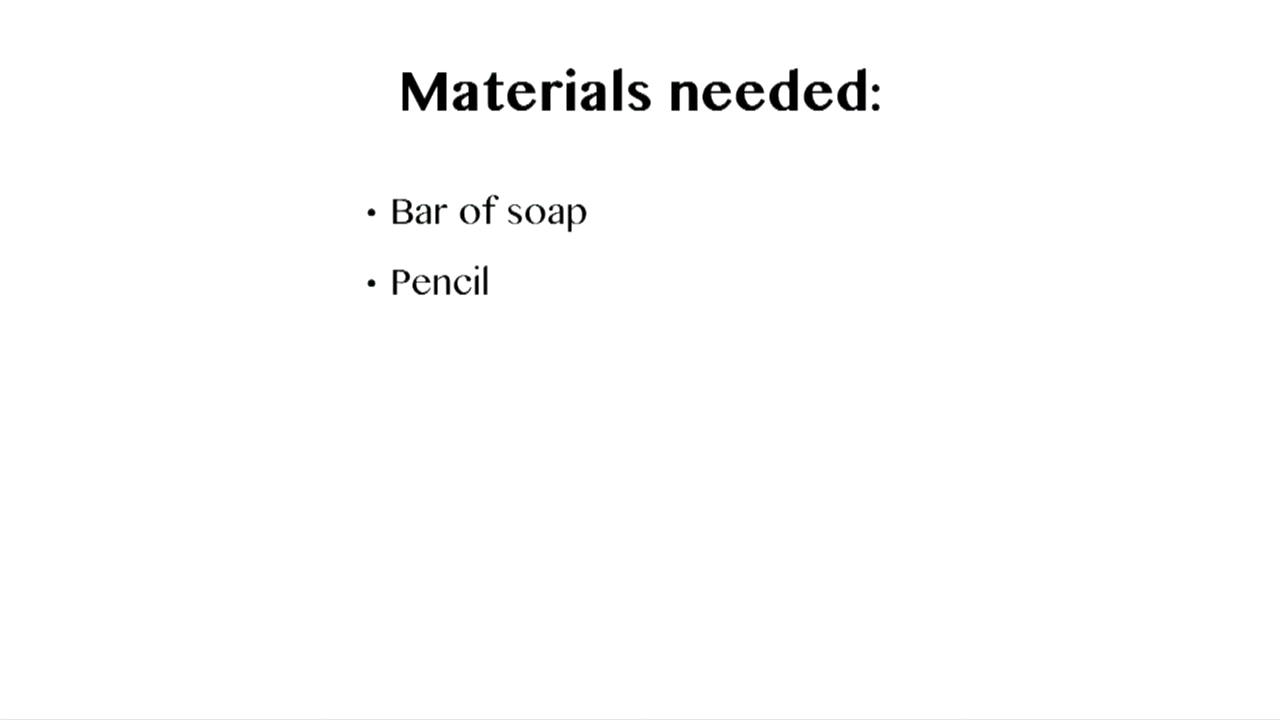 Materials needed:
• Bar of soap
• Pencil